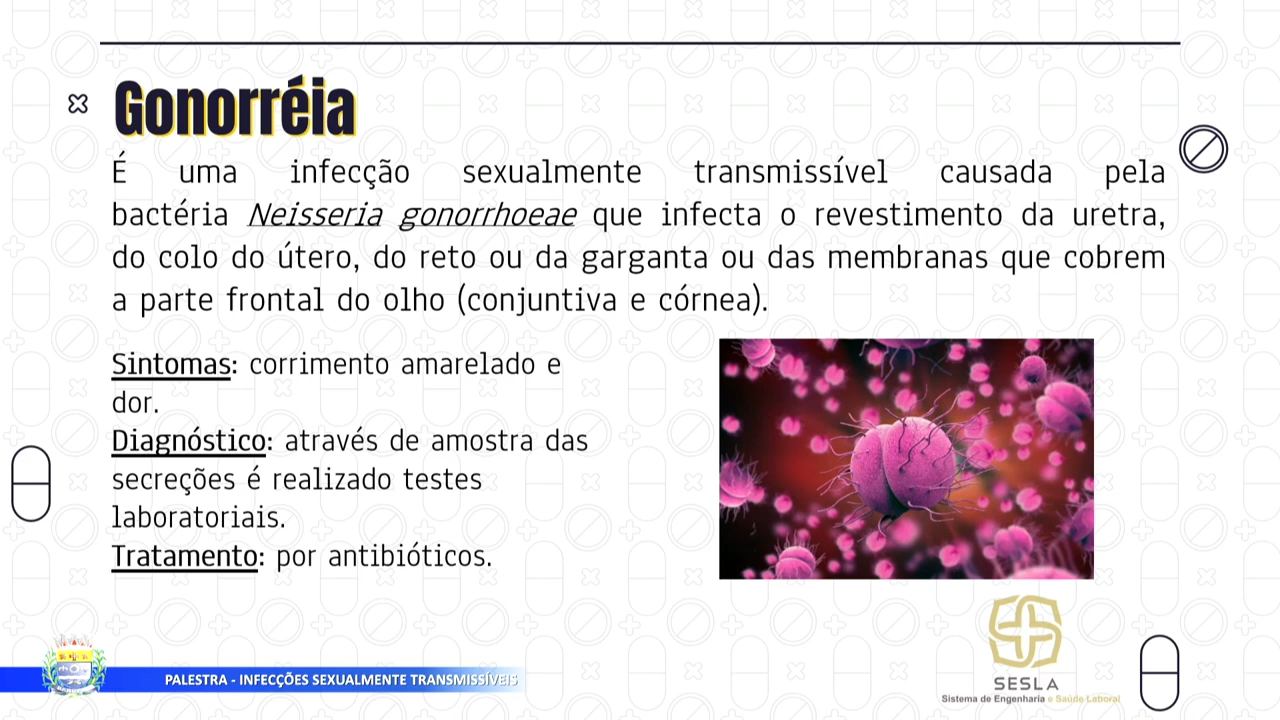 Gonorréia
É uma infecção sexualmente transmissível causada pela
bactéria Neisseria gonorrhoeae que infecta o revestimento da uretra,
do colo do útero, do reto ou da garganta ou das membranas que cobrem
a parte frontal do olho (conjuntiva e córnea).
Sintomas: corrimento amarelado e
dor.
Diagnóstico: através de amostra das
secreções é realizado testes
laboratoriais.
Tratamento: por antibióticos.
PALESTRA - INFECÇÕES SEXUALMENTE TRANSMISSÍVEIS
SESLA
Sistema de Engenharia e Saúde Laboral